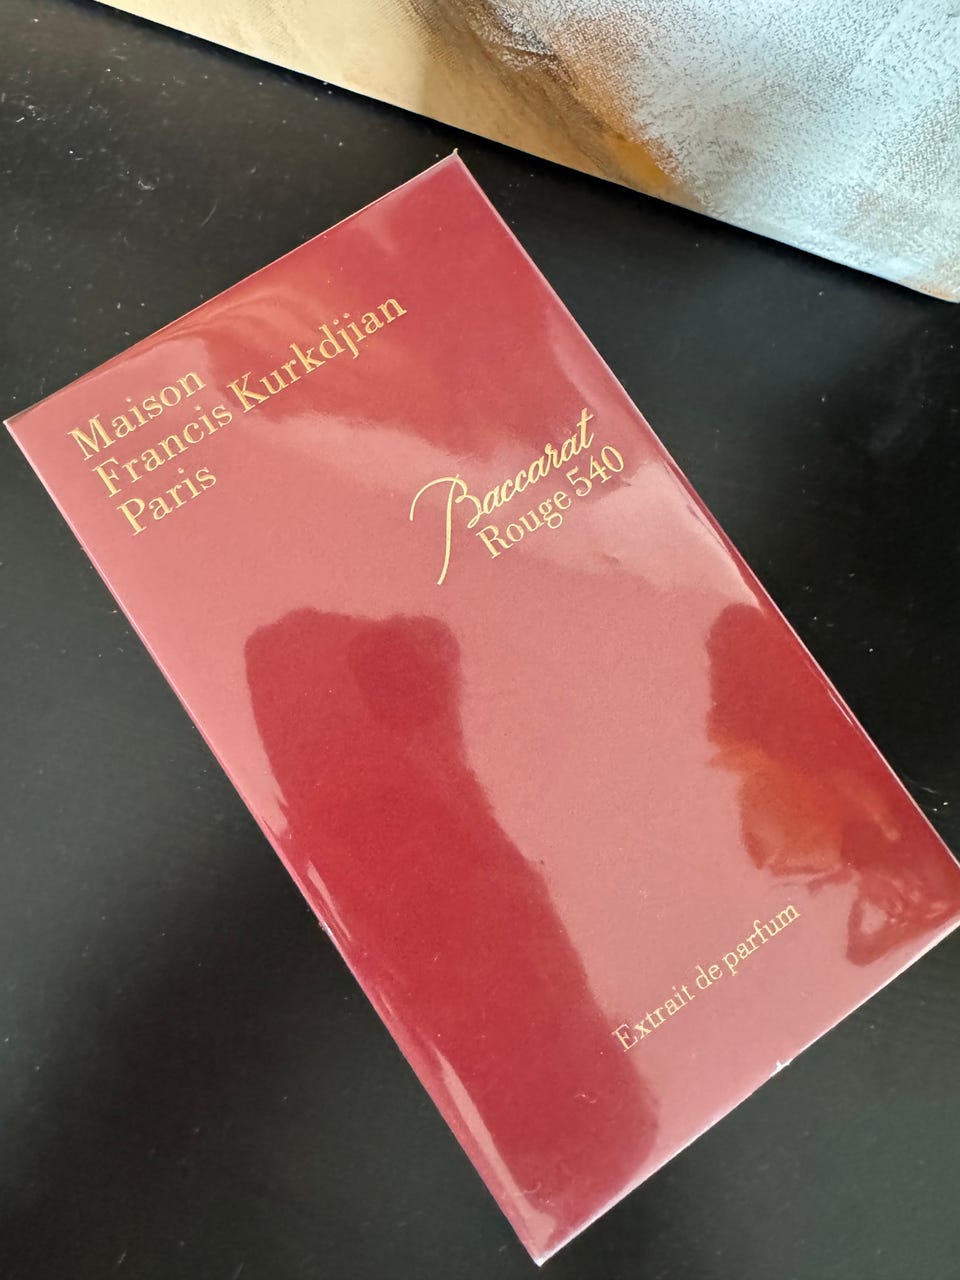 Maison
Francis Kurkdjian
Paris
Baccarat
Rouge 540
Extrait de parfum